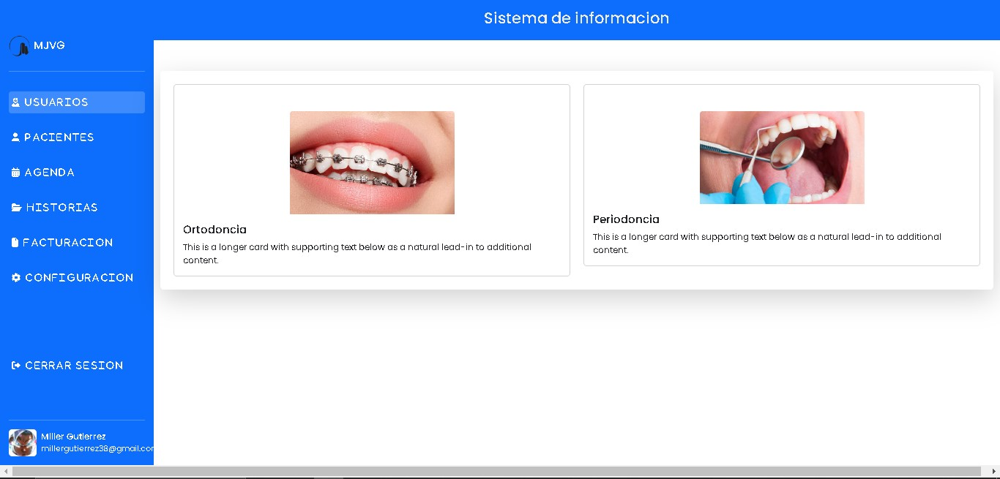 Sistema de informacion
MJVG
USUARIOS
PACIENTES
AGENDA
HISTORIAS
FACTURACION
CONFIGURACION
CERRAR SESION
Miller Gutierrez
millergutierrez38@gmail.cor
Ortodoncia
This is a longer card with supporting text below as a natural lead-in to additional
content.
Periodoncia
This is a longer card with supporting text below as a natural lead-in to additional
content.